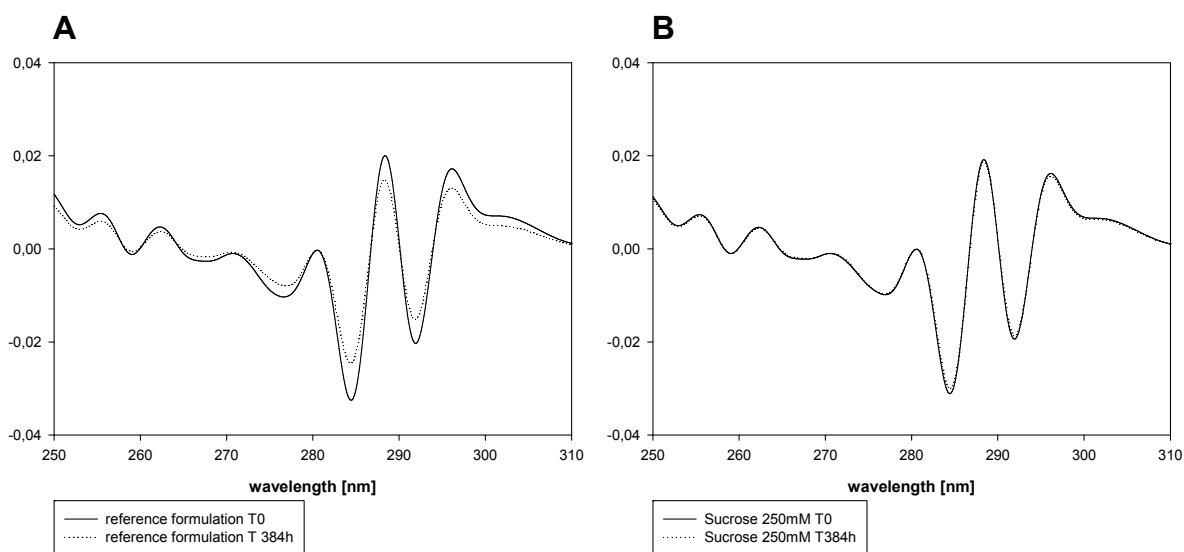 A
0,04
0,02
0,00
-0,02
-0,04
250 260 270 280 290 300 310
wavelength [nm]
reference formulation T0
reference formulation T 384h
B
0,04
0,02
0,00
-0,02
-0,04
250 260 270 280 290 300 310
wavelength [nm]
Sucrose 250mM T0
Sucrose 250mM T384h